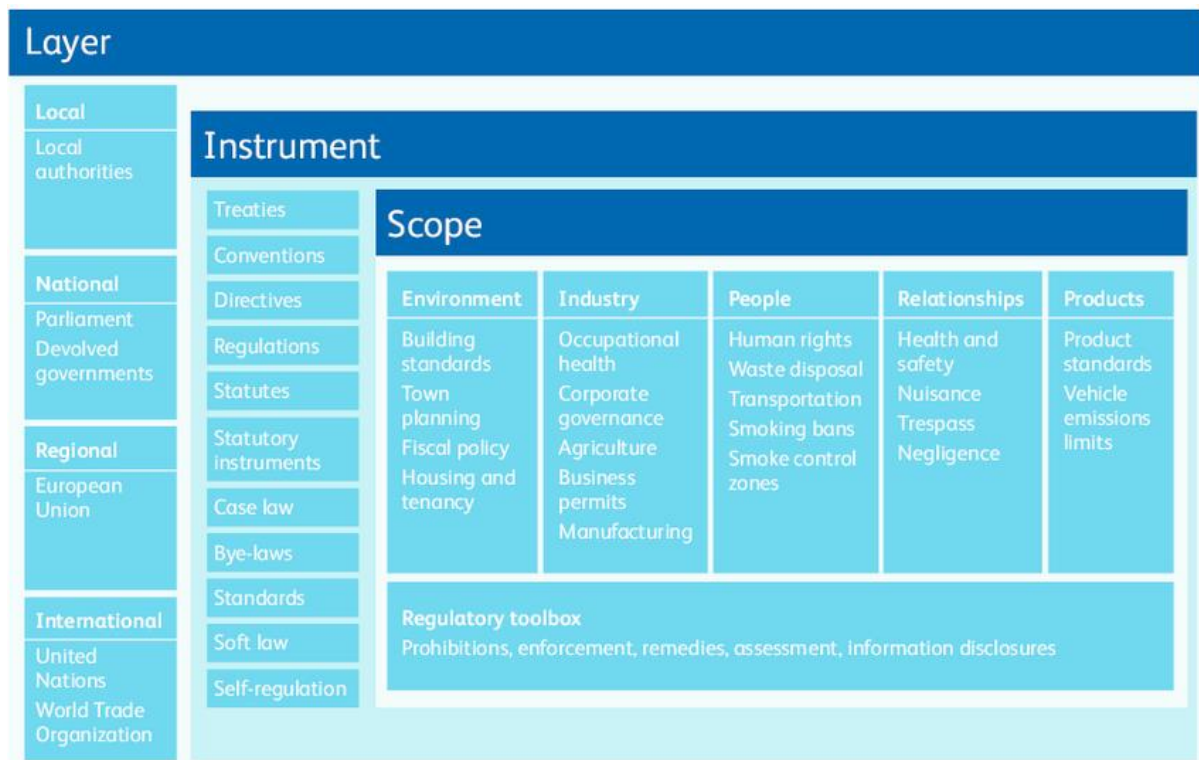 Layer
Local
Local
authorities
National
Parliament
Devolved
governments
Regional
European
Union
International
United
Nations
World Trade
Organization
Instrument
Treaties
Conventions
Directives
Regulations
Statutes
Statutory
instruments
Case law
Bye-laws
Standards
Soft law
Self-regulation
Scope
Environment
Building
standards
Town
planning
Fiscal policy
Housing and
tenancy
Industry
Occupational
health
Corporate
governance
Agriculture
Business
permits
Manufacturing
People
Human rights
Waste disposal
Transportation
Smoking bans
Smoke control
zones
Relationships
Health and
safety
Nuisance
Trespass
Negligence
Products
Product
standards
Vehicle
emissions
limits
Regulatory toolbox
Prohibitions, enforcement, remedies, assessment, information disclosures